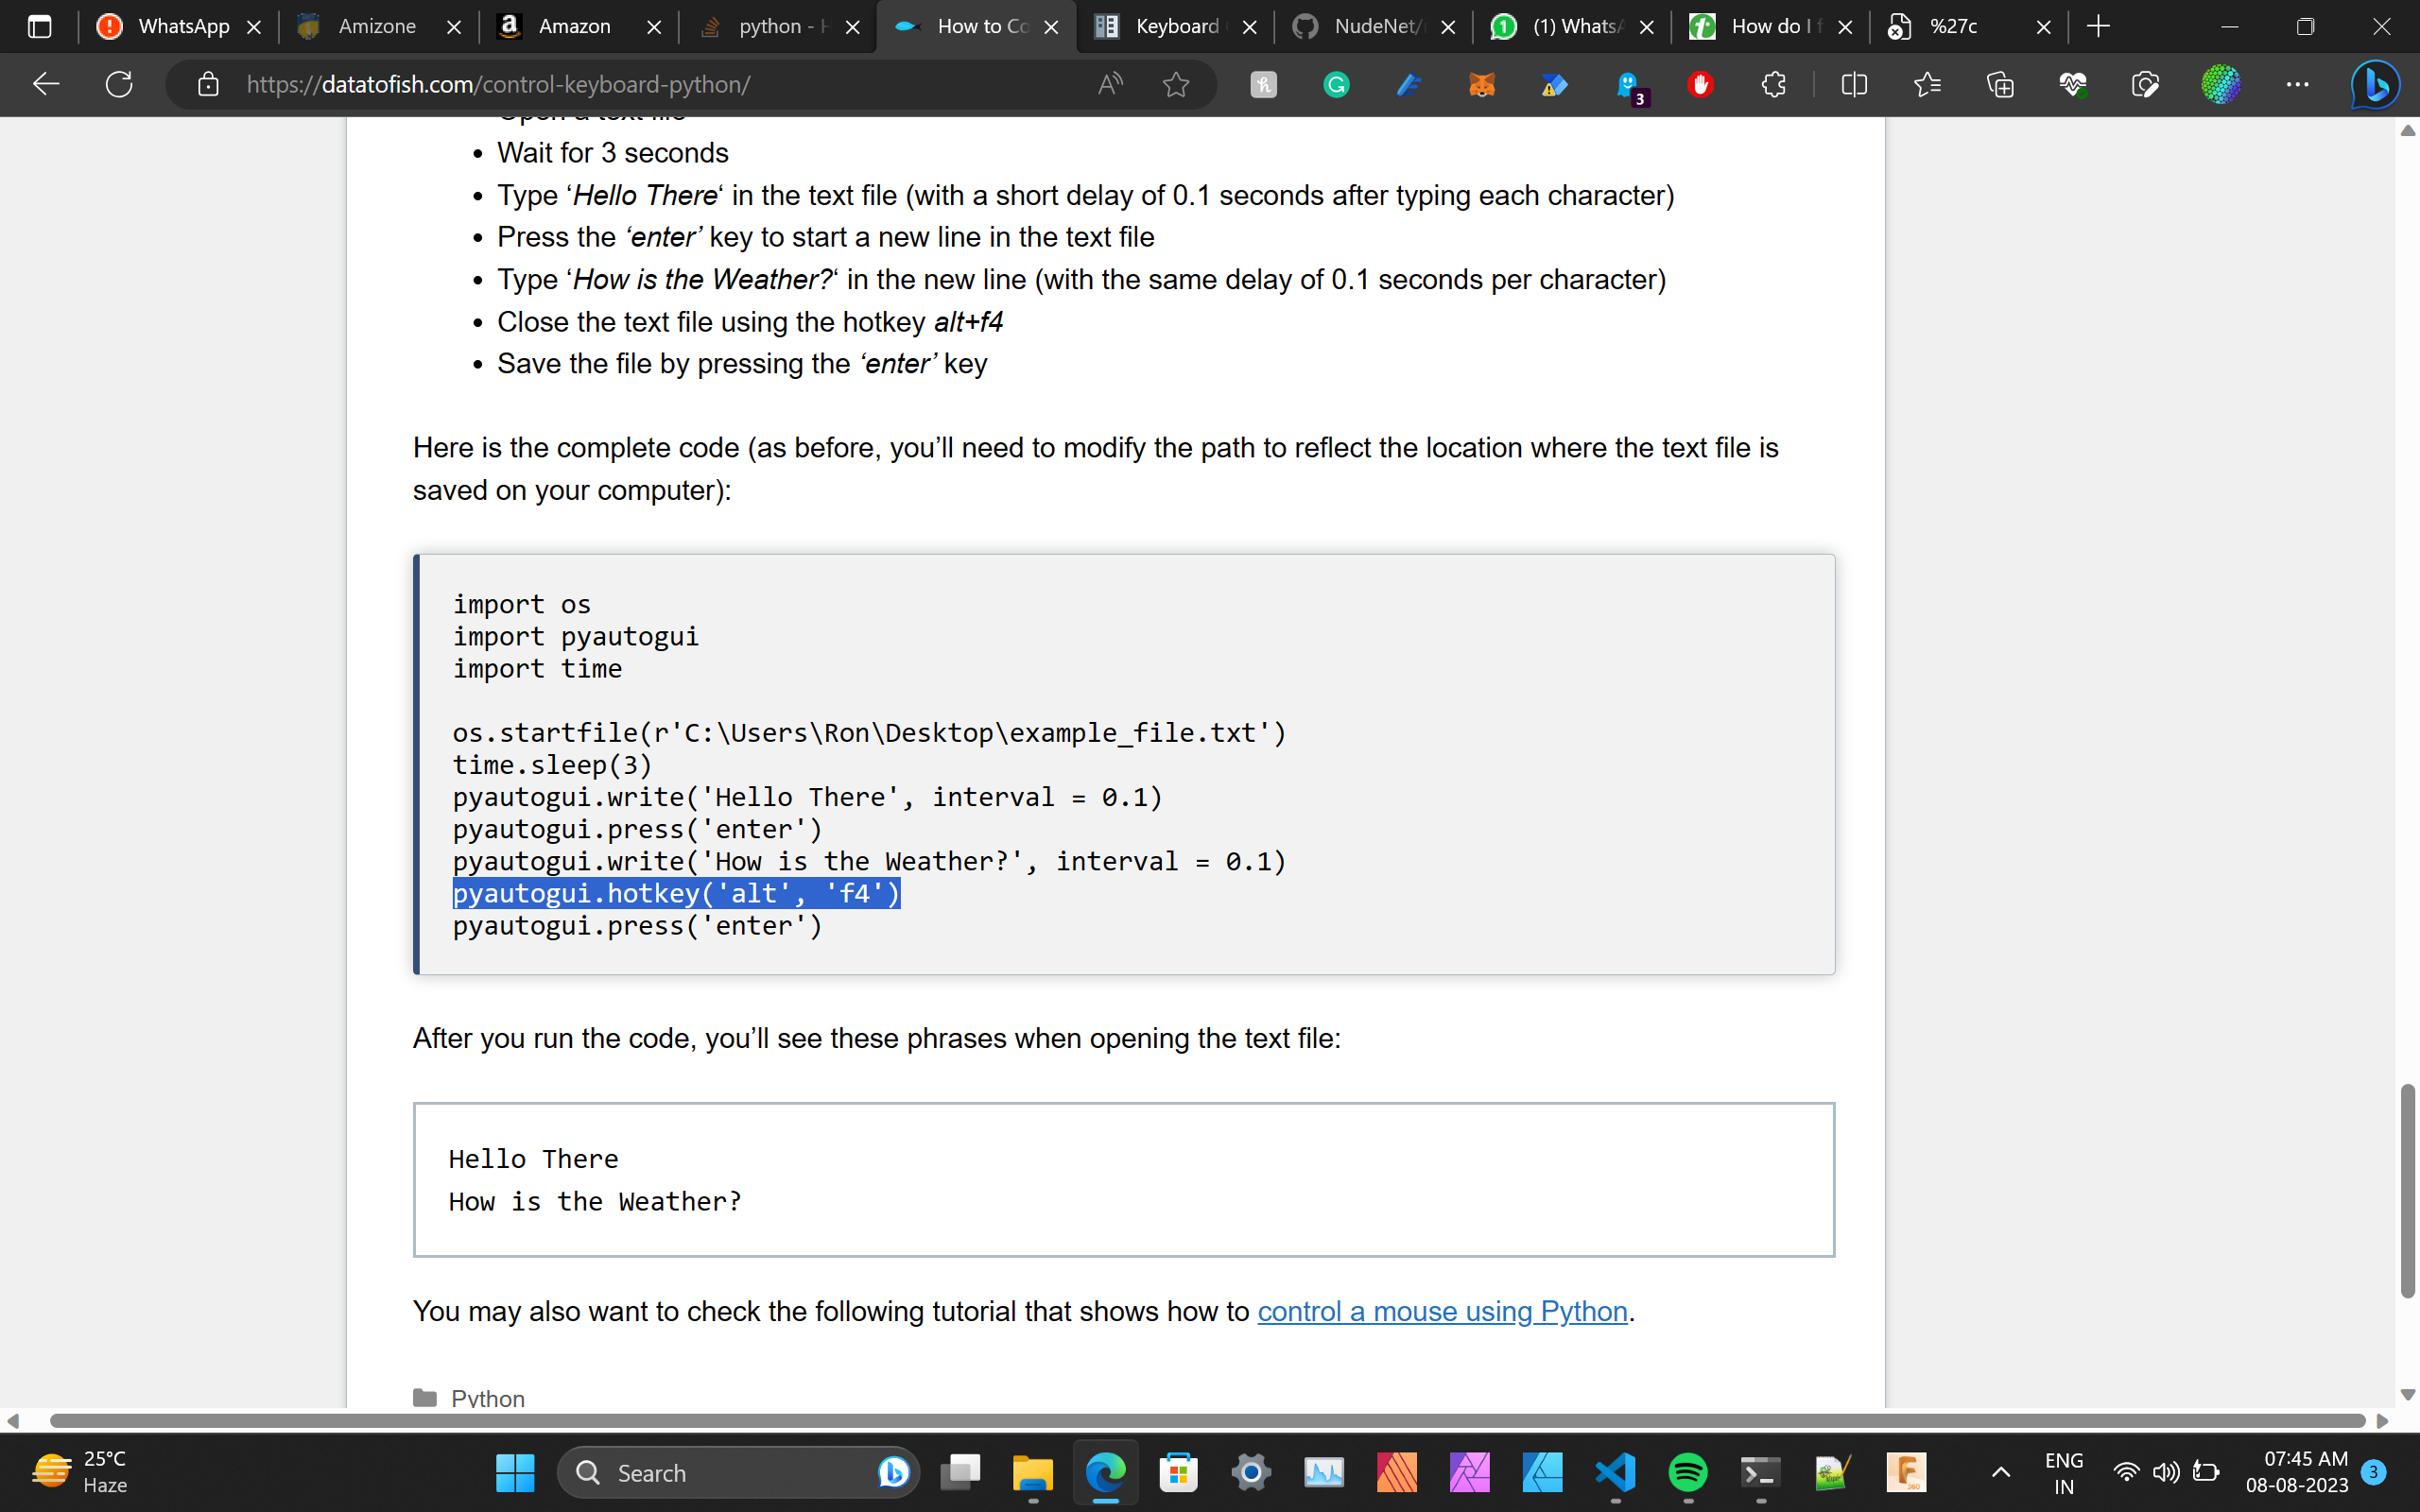 WhatsApp
Amizone
Amazon
python - H
How to Co
Keyboard
NudeNet/
(1) WhatsA
How do I f
%27c
https://datatofish.com/control-keyboard-python/
3
Open a text file
• Wait for 3 seconds
• Type ‘Hello There‘ in the text file (with a short delay of 0.1 seconds after typing each character)
• Press the ‘enter’ key to start a new line in the text file
• Type ‘How is the Weather?‘ in the new line (with the same delay of 0.1 seconds per character)
• Close the text file using the hotkey alt+f4
• Save the file by pressing the ‘enter’ key
Here is the complete code (as before, you’ll need to modify the path to reflect the location where the text file is
saved on your computer):
import os
import pyautogui
import time
os.startfile(r'C:\Users\Ron\Desktop\example_file.txt')
time.sleep(3)
pyautogui.write('Hello There', interval = 0.1)
pyautogui.press('enter')
pyautogui.write('How is the Weather?', interval = 0.1)
pyautogui.hotkey('alt', 'f4')
pyautogui.press('enter')
After you run the code, you’ll see these phrases when opening the text file:
Hello There
How is the Weather?
You may also want to check the following tutorial that shows how to control a mouse using Python.
Python
25°C
Haze
Search
ENG
IN
07:45 AM
08-08-2023
3